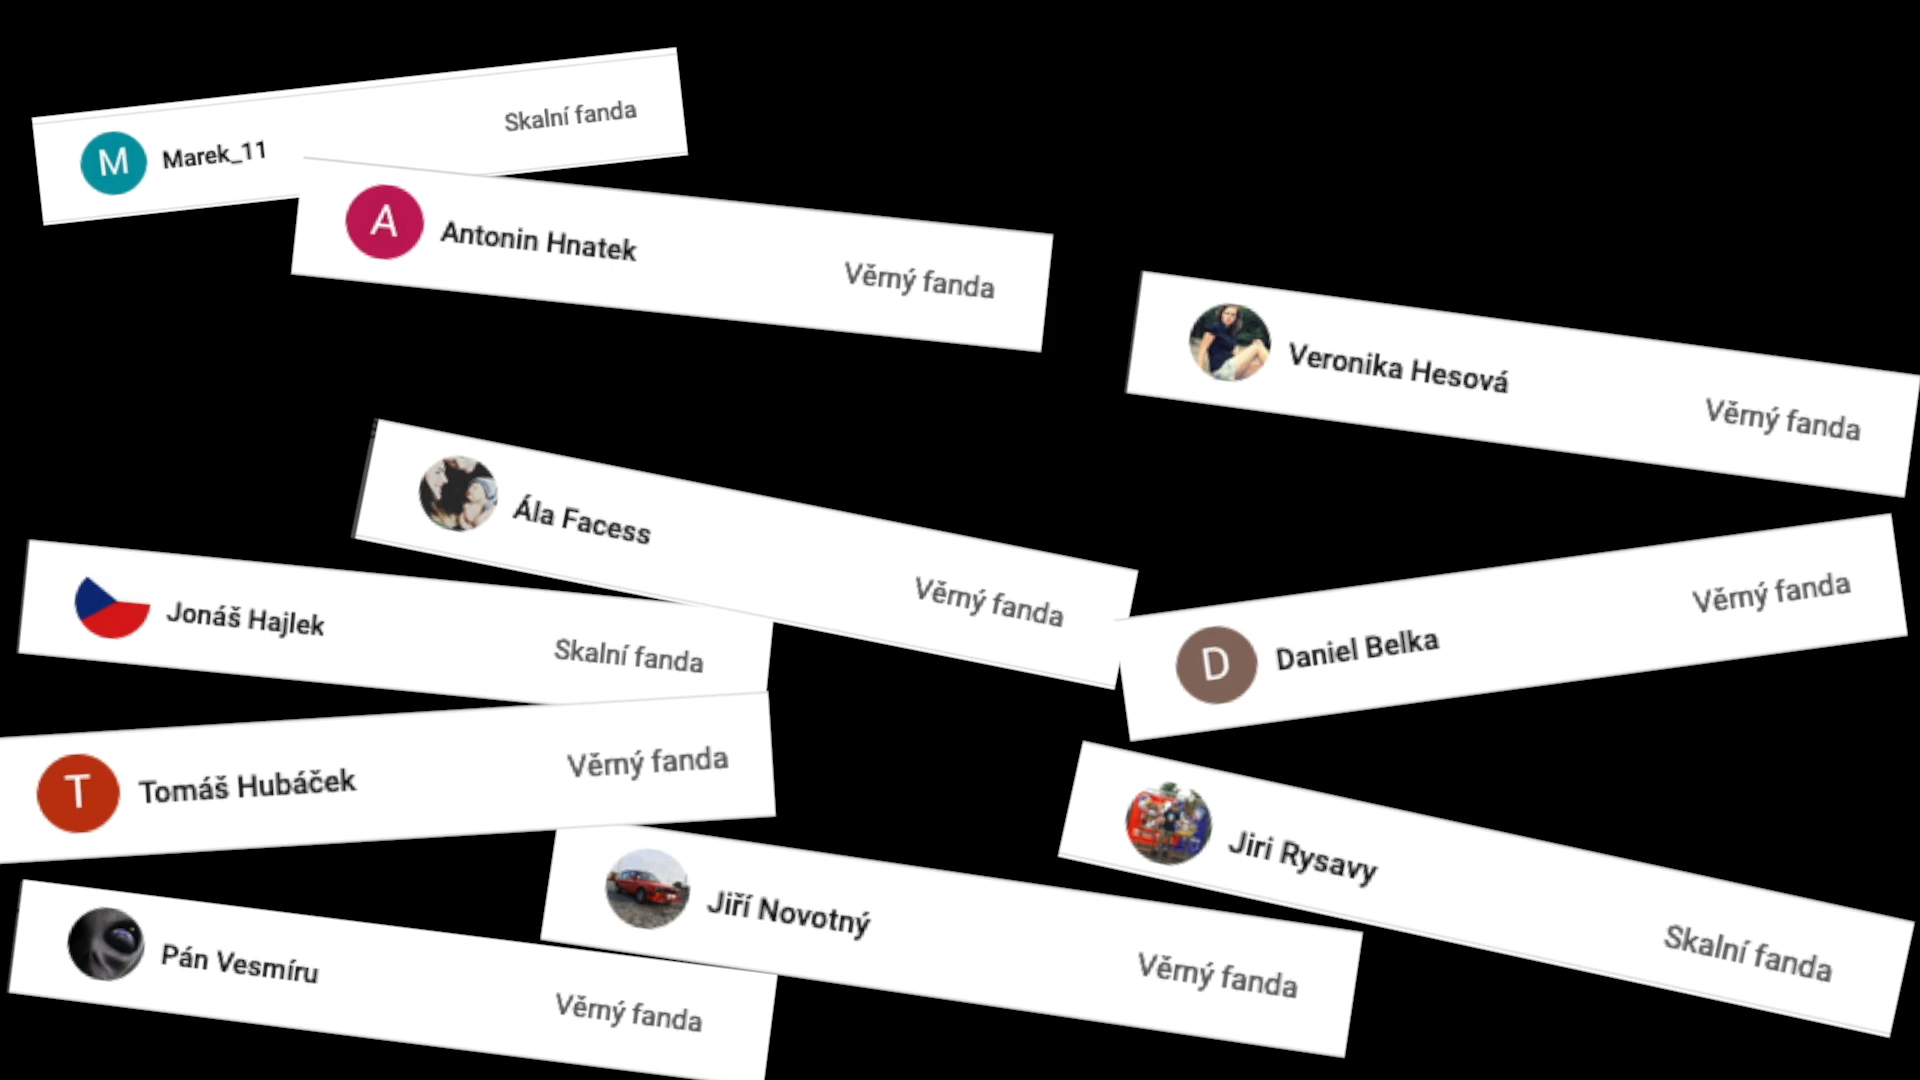 M Marek_11 Skalní fanda
A Antonin Hnatek Věrný fanda
Veronika Hesová Věrný fanda
Ála Facess Věrný fanda
Jonáš Hajlek Skalní fanda
D Daniel Belka Věrný fanda
T Tomáš Hubáček Věrný fanda
Jiri Rysavy Skalní fanda
Jiří Novotný Věrný fanda
Pán Vesmíru Věrný fanda